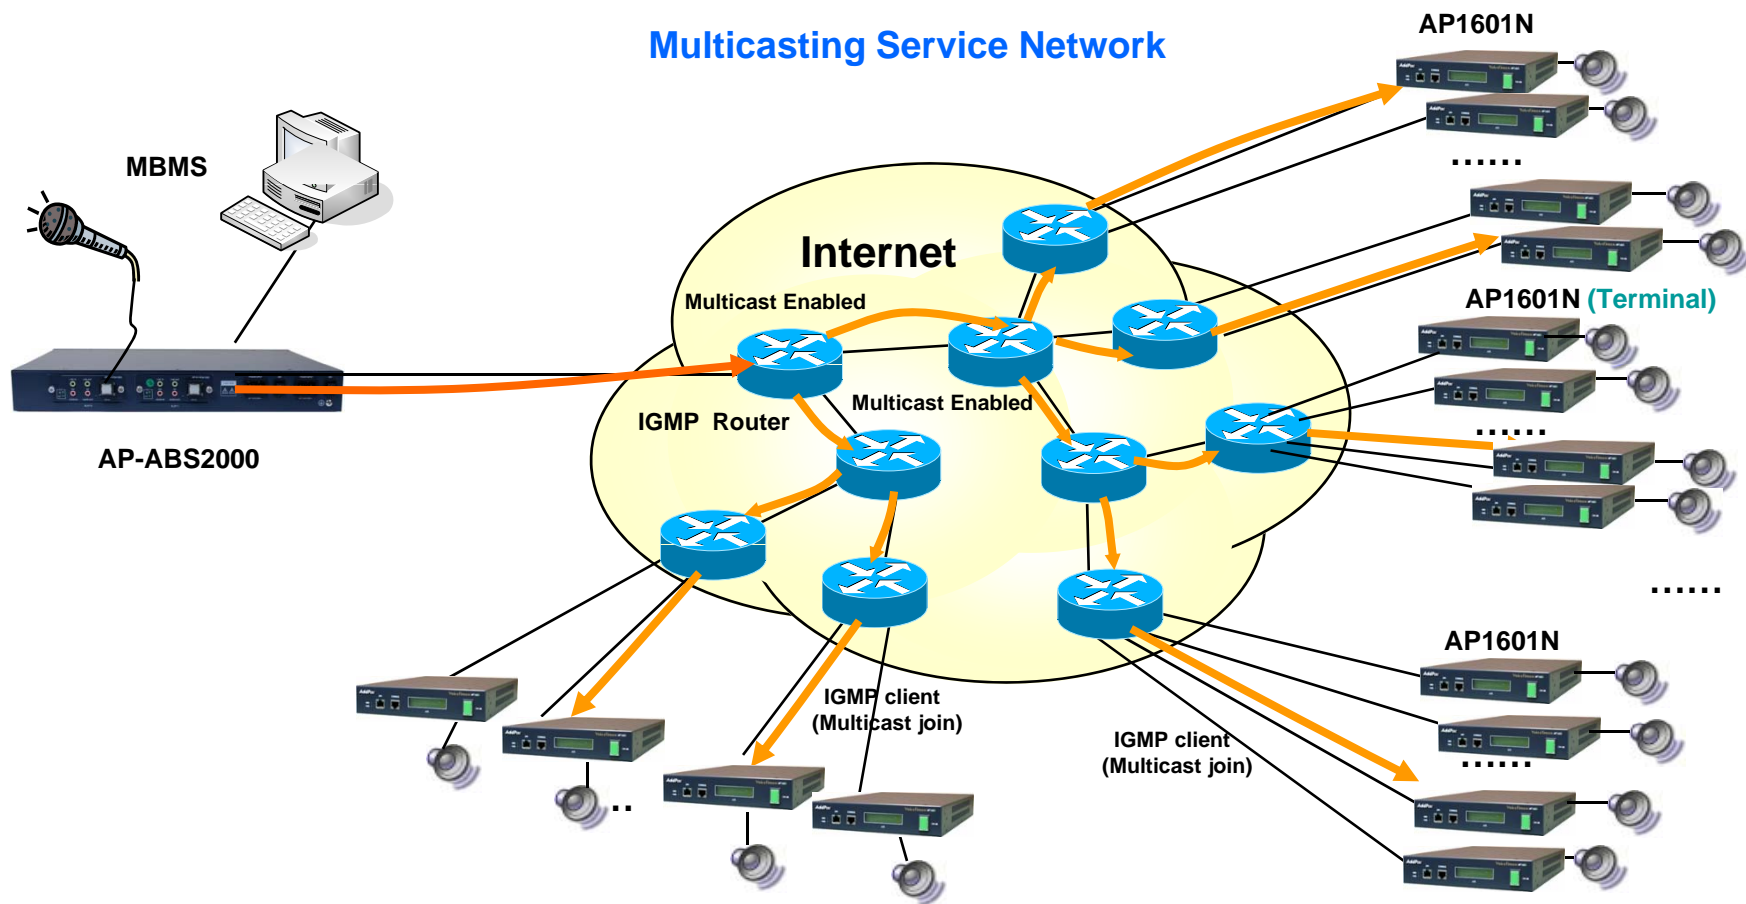 Multicasting Service Network
AP1601N
MBMS
......
Internet
Multicast Enabled
AP1601N (Terminal)
Multicast Enabled
IGMP Router
......
AP-ABS2000
......
AP1601N
IGMP client
(Multicast join)
IGMP client
(Multicast join)
......
..